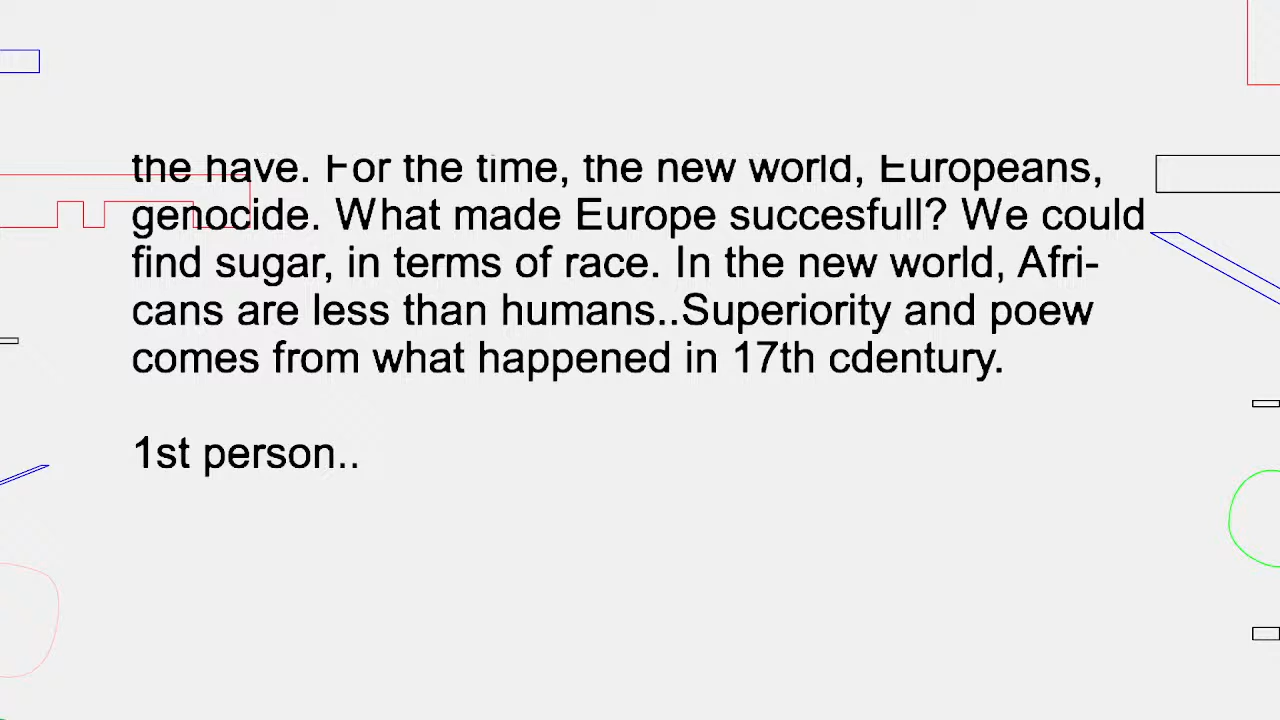 the have. For the time, the new world, Europeans,
genocide. What made Europe succesfull? We could
find sugar, in terms of race. In the new world, Afri-
cans are less than humans..Superiority and poew
comes from what happened in 17th cdentury.
1st person..